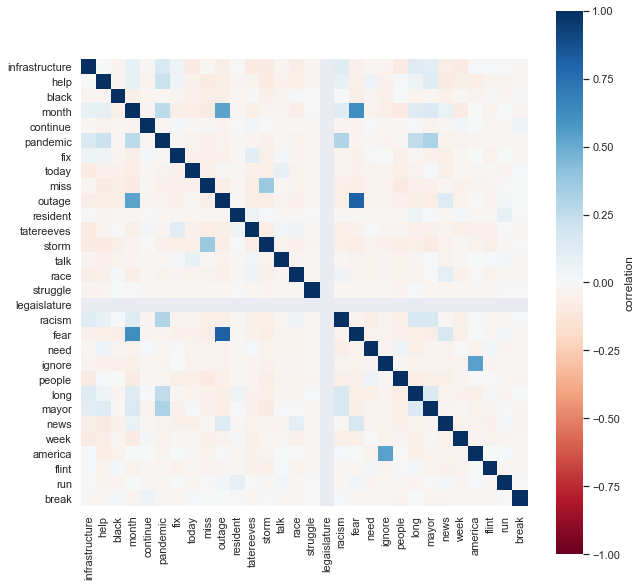 infrastructure
help
black
month
continue
pandemic
fix
today
miss
outage
resident
tatereeves
storm
talk
race
struggle
legaislature
racism
fear
need
ignore
people
long
mayor
news
week
america
flint
run
break
infrastructure
help
black
month
continue
pandemic
fix
today
miss
outage
resident
tatereeves
storm
talk
race
struggle
legaislature
racism
fear
need
ignore
people
long
mayor
news
week
america
flint
run
break
1.00
0.75
0.50
0.25
0.00
−0.25
−0.50
−0.75
−1.00
correlation